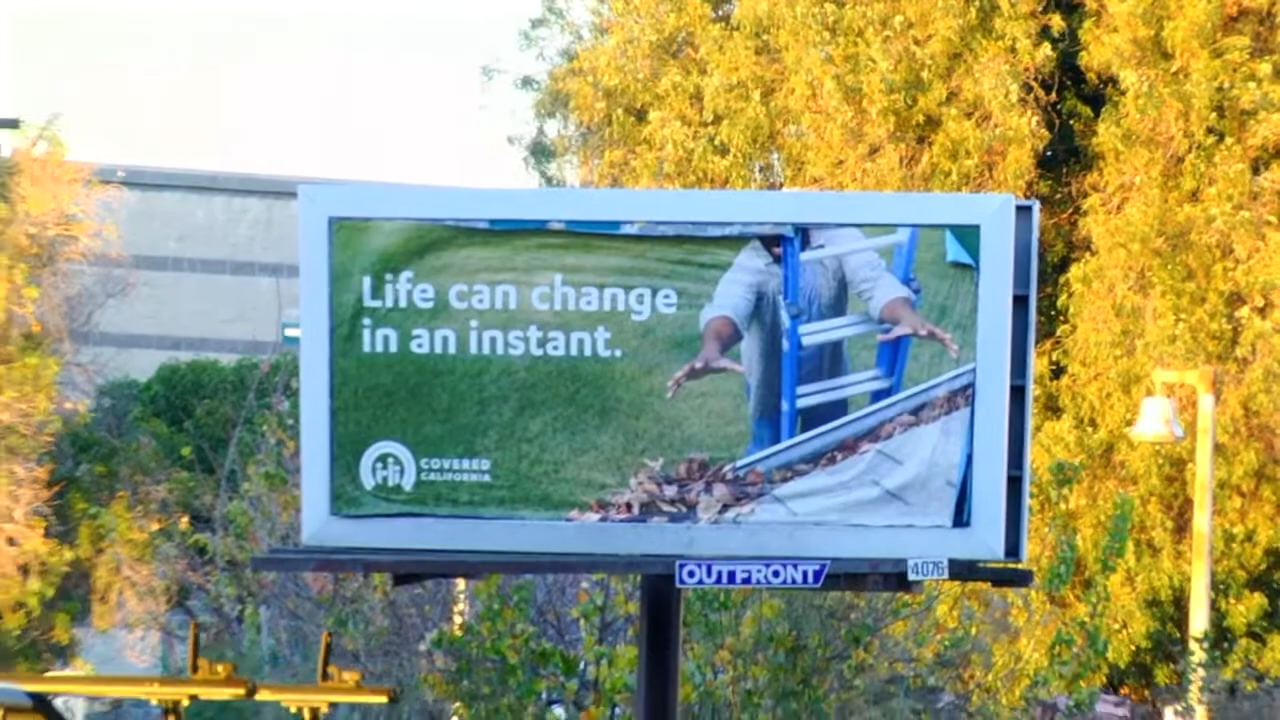 Life can change
in an instant.
COVERED
CALIFORNIA
OUTFRONT
4076